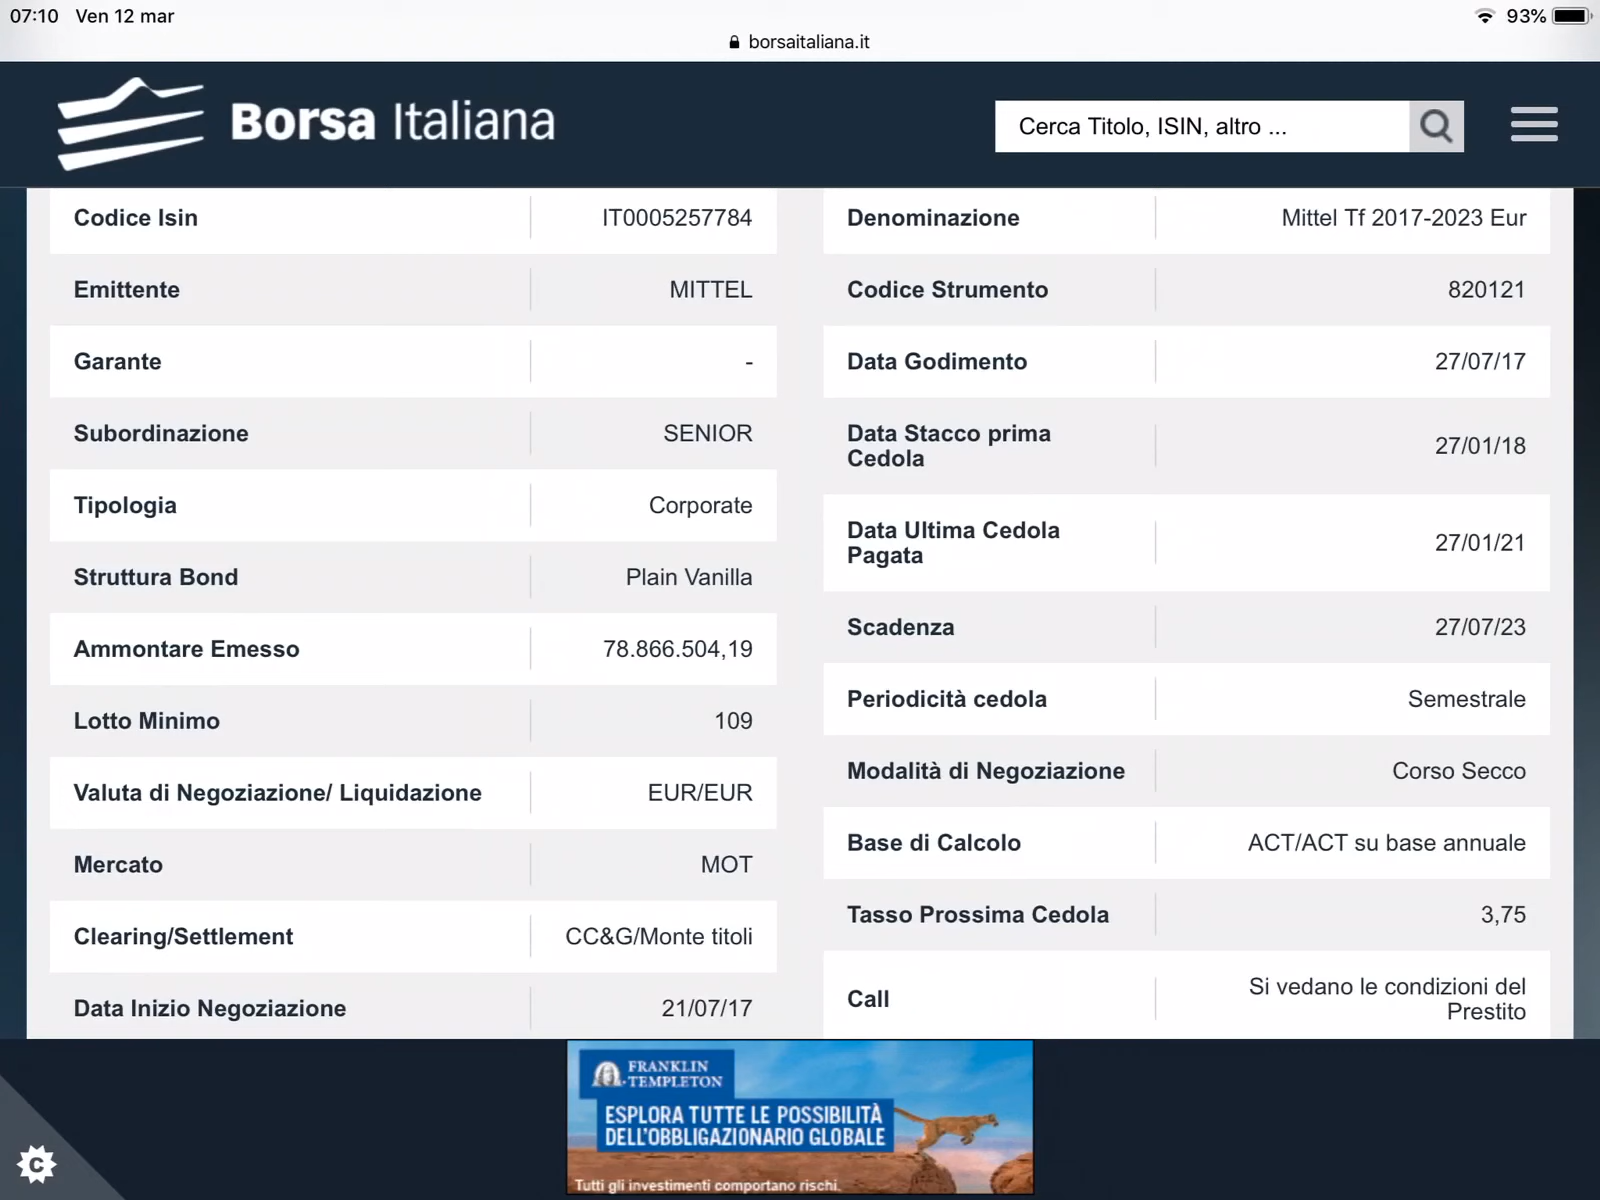 07:10 Ven 12 mar
93%
borsaitaliana.it
Borsa Italiana
Cerca Titolo, ISIN, altro ...
Codice Isin IT0005257784
Emittente MITTEL
Garante -
Subordinazione SENIOR
Tipologia Corporate
Struttura Bond Plain Vanilla
Ammontare Emesso 78.866.504,19
Lotto Minimo 109
Valuta di Negoziazione/ Liquidazione EUR/EUR
Mercato MOT
Clearing/Settlement CC&G/Monte titoli
Data Inizio Negoziazione 21/07/17
Denominazione Mittel Tf 2017-2023 Eur
Codice Strumento 820121
Data Godimento 27/07/17
Data Stacco prima
Cedola 27/01/18
Data Ultima Cedola
Pagata 27/01/21
Scadenza 27/07/23
Periodicità cedola Semestrale
Modalità di Negoziazione Corso Secco
Base di Calcolo ACT/ACT su base annuale
Tasso Prossima Cedola 3,75
Call Si vedano le condizioni del
Prestito
FRANKLIN
TEMPLETON
ESPLORA TUTTE LE POSSIBILITÀ
DELL'OBBLIGAZIONARIO GLOBALE
Tutti gli investimenti comportano rischi.
C